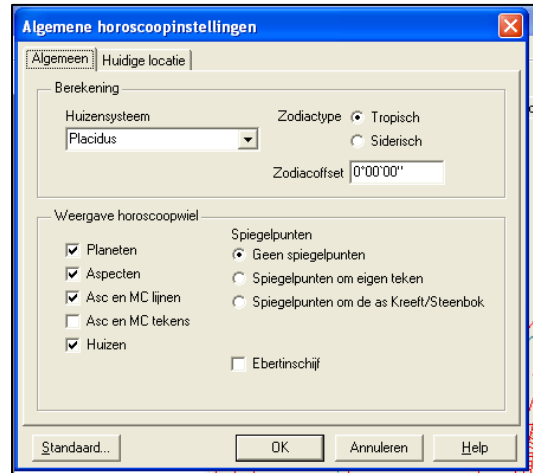 Algemene horoscoopinstellingen
Algemeen Huidige locatie
Berekening
Huizensysteem
Placidus
Zodiactype
Tropisch
Siderisch
Zodiacoffset 0°00'00''
Weergave horoscoopwiel
Planeten
Aspecten
Asc en MC lijnen
Asc en MC tekens
Huizen
Spiegelpunten
Geen spiegelpunten
Spiegelpunten om eigen teken
Spiegelpunten om de as Kreeft/Steenbok
Ebertinschijf
Standaard... OK Annuleren Help